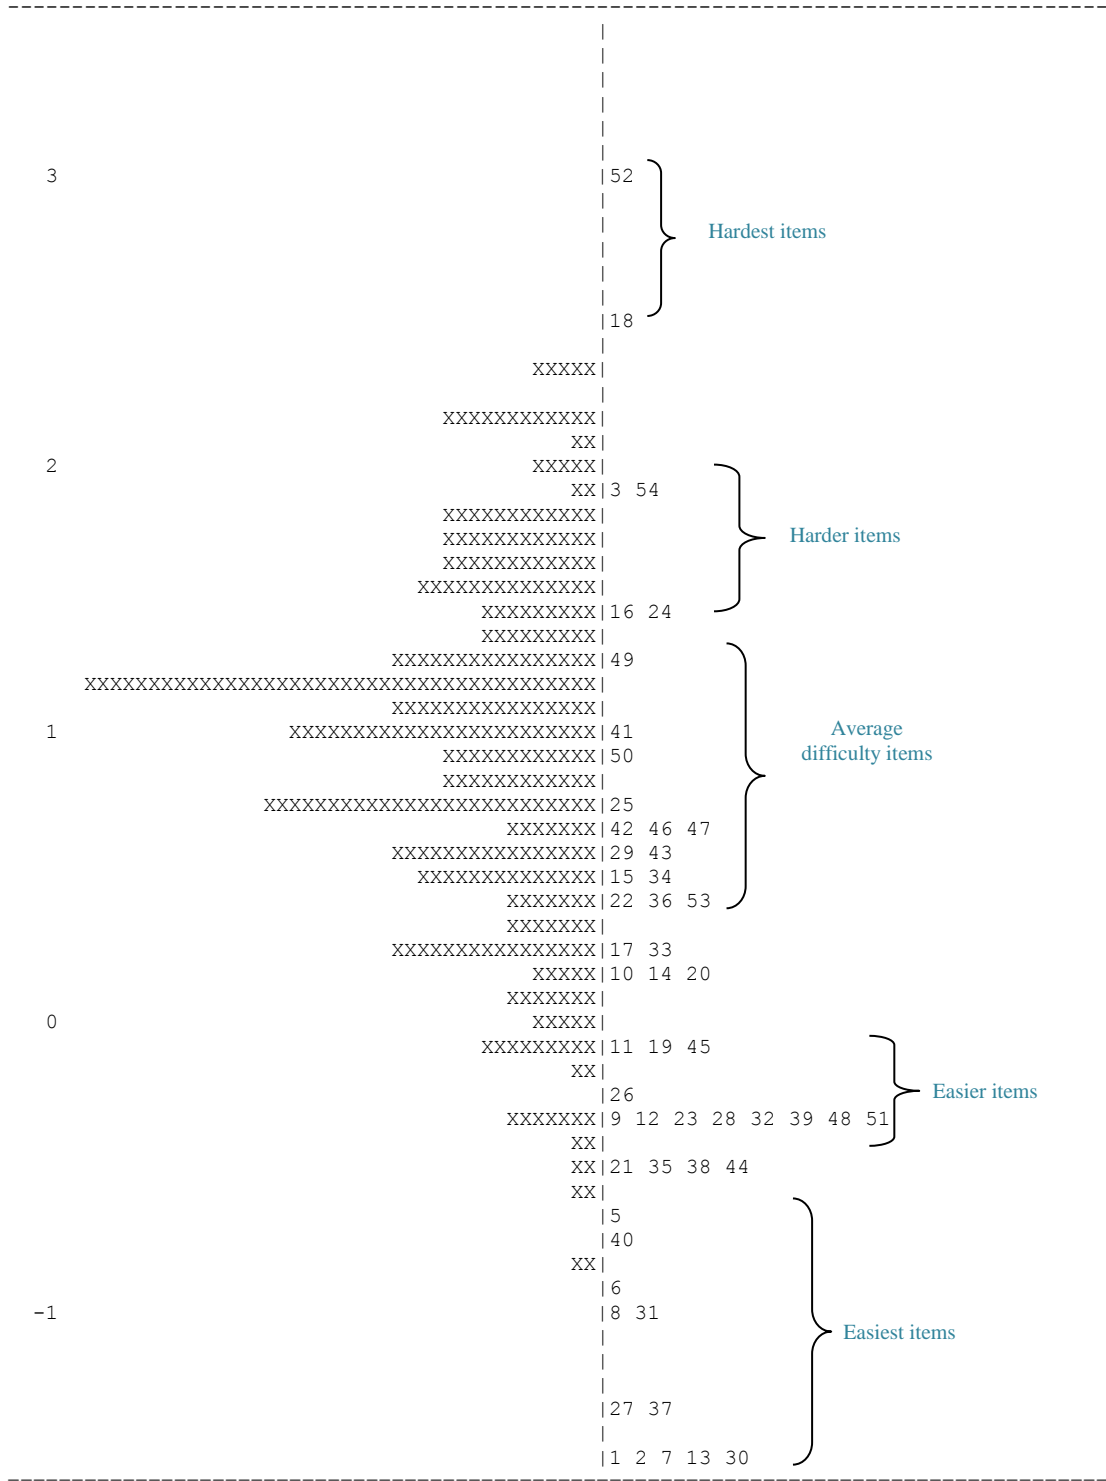 3 |52
Hardest items
|18
XXXXX|
XXXXXXXXXXXX|
XX|
2 XXXXX|
XX|3 54
XXXXXXXXXXXX|
XXXXXXXXXXXX| Harder items
XXXXXXXXXXXX|
XXXXXXXXXXXXXX|
XXXXXXXXX|16 24
XXXXXXXXX|
XXXXXXXXXXXXXXXX|49
XXXXXXXXXXXXXXXXXXXXXXXXXXXXXXXXXXXXXXXX|
XXXXXXXXXXXXXXXX|
1 XXXXXXXXXXXXXXXXXXXXXXXX|41 Average
XXXXXXXXXXXX|50 difficulty items
XXXXXXXXXXXX|
XXXXXXXXXXXXXXXXXXXXXXXXXX|25
XXXXXXX|42 46 47
XXXXXXXXXXXXXXXX|29 43
XXXXXXXXXXXXXX|15 34
XXXXXXX|22 36 53
XXXXXXX|
XXXXXXXXXXXXXXXX|17 33
XXXXX|10 14 20
XXXXXXX|
0 XXXXX|
XXXXXXXXX|11 19 45
XX|
|26 Easier items
XXXXXXX|9 12 23 28 32 39 48 51
XX|
XX|21 35 38 44
XX|
|5
|40
XX|
|6
-1 |8 31
Easiest items
|27 37
|1 2 7 13 30